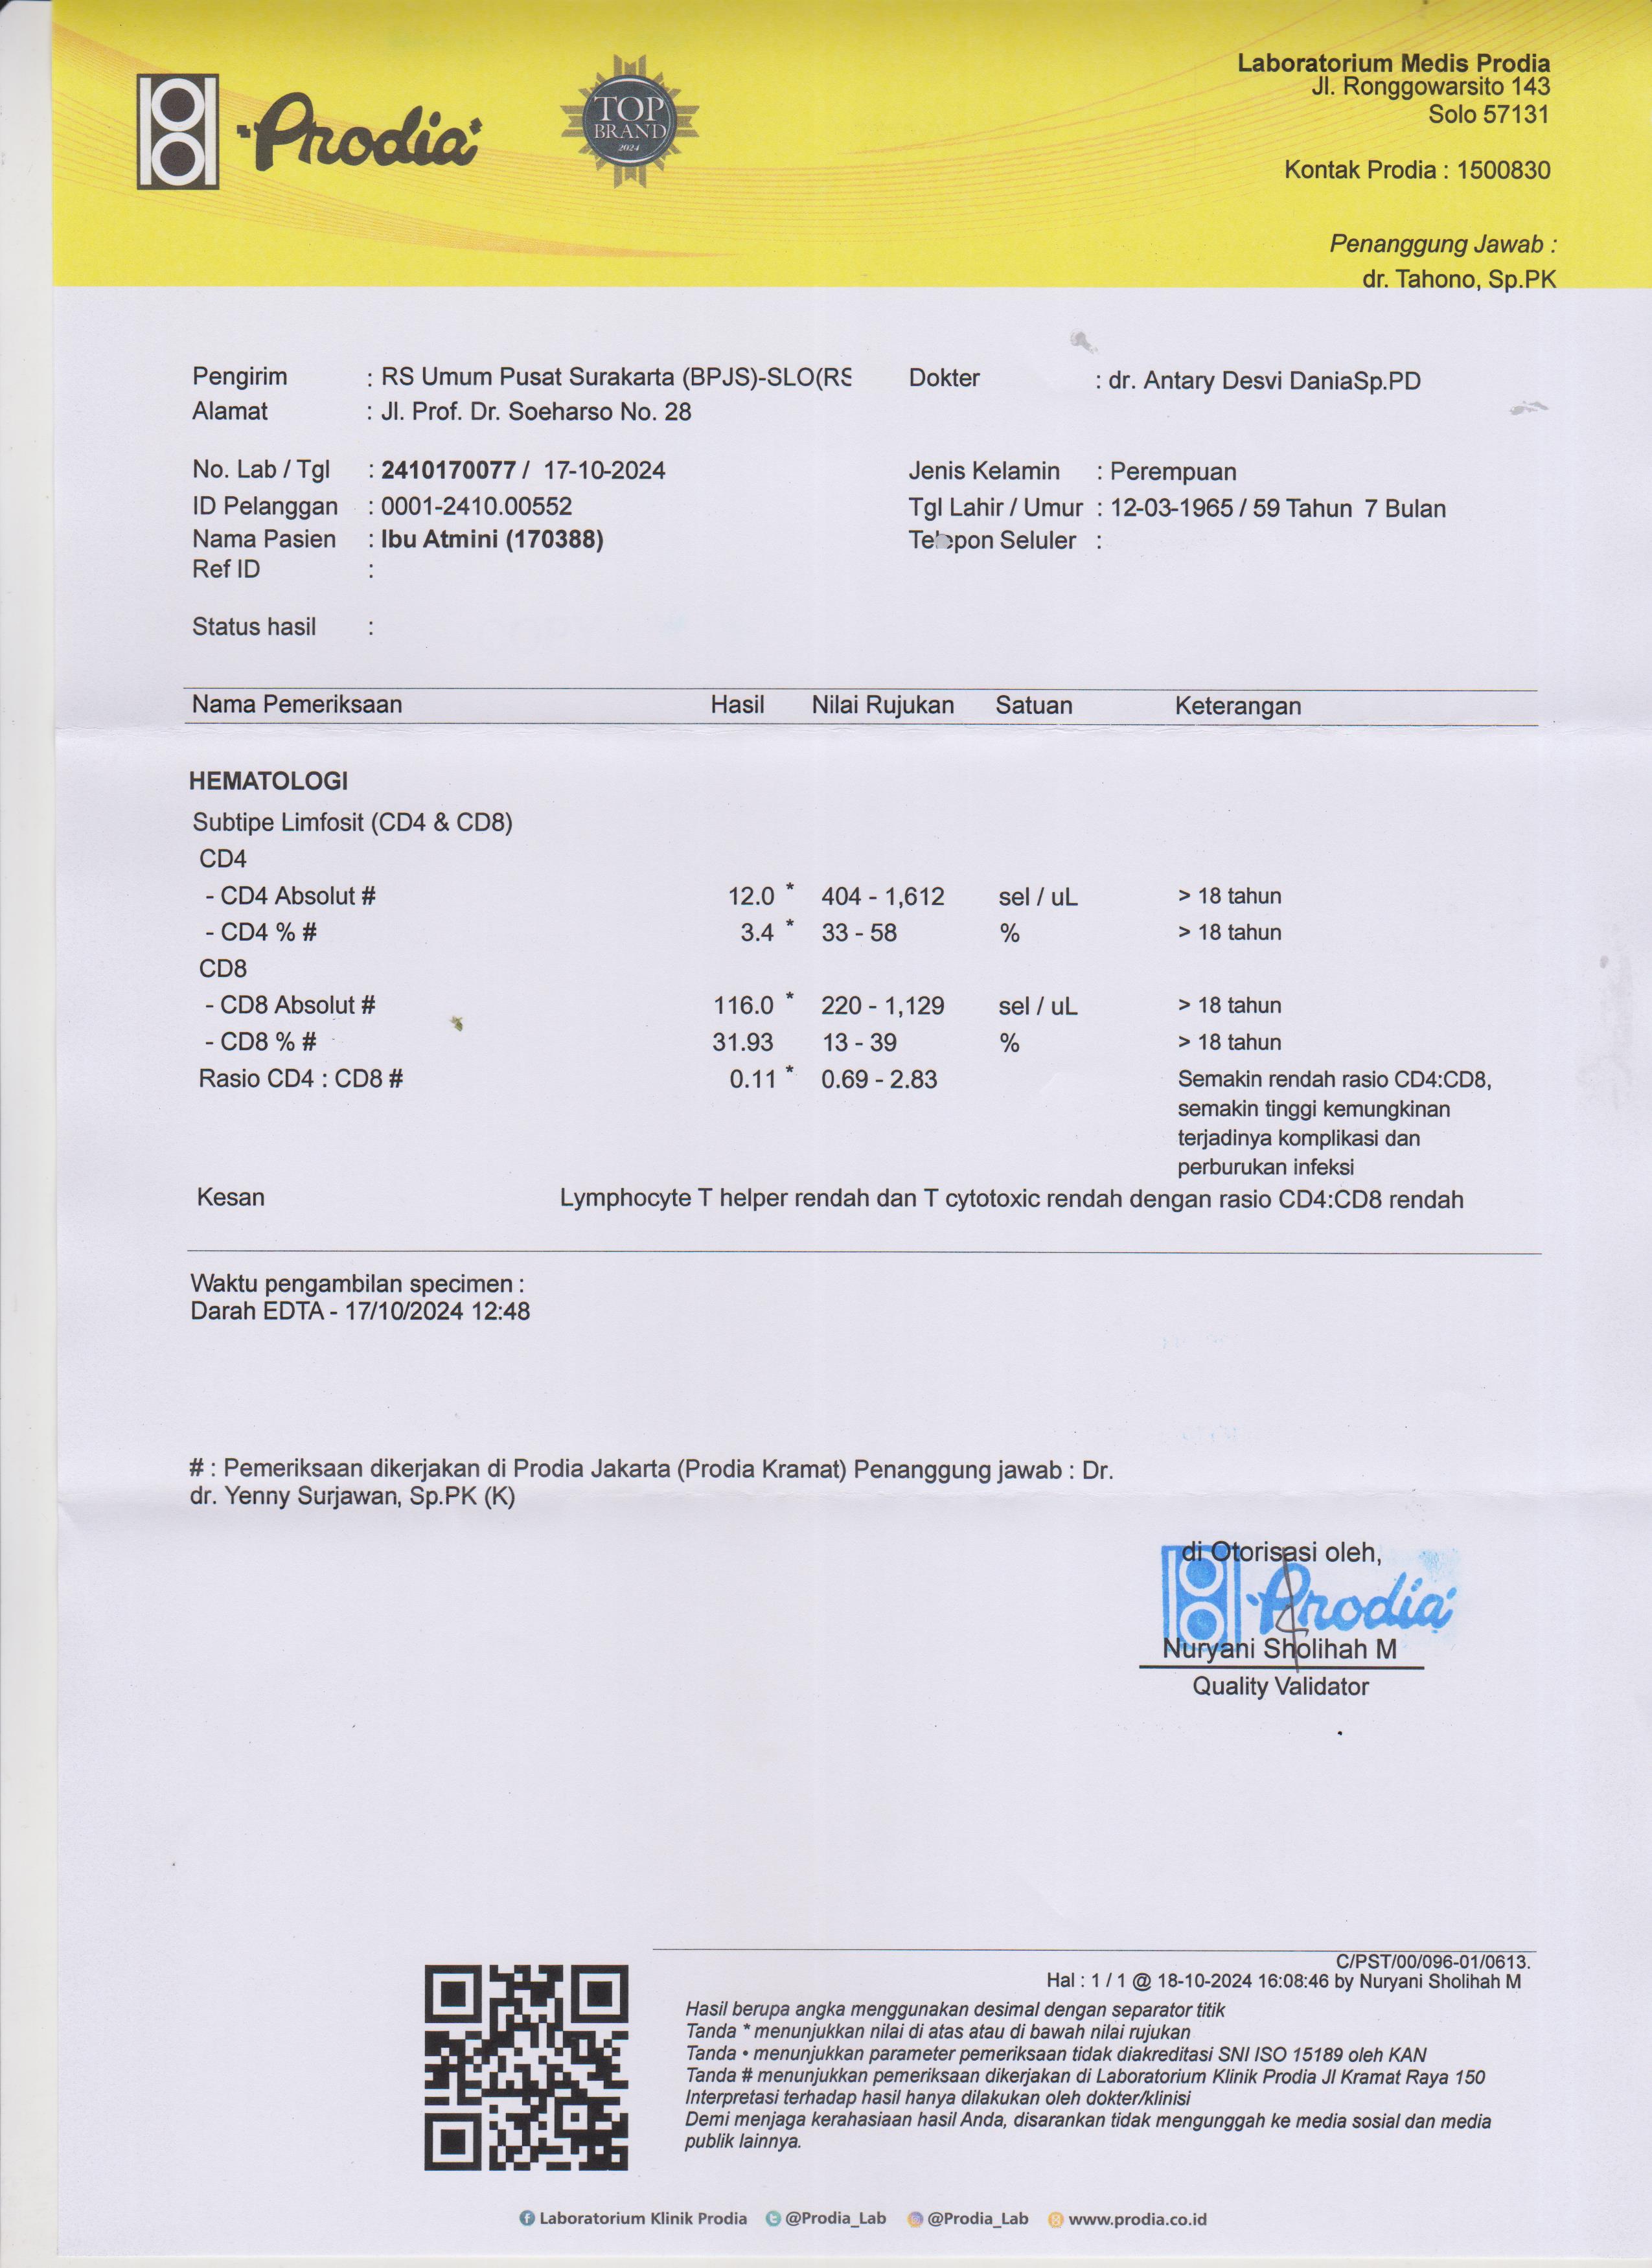 Prodia
TOP
BRAND
2024
Laboratorium Medis Prodia
Jl. Ronggowarsito 143
Solo 57131
Kontak Prodia : 1500830
Penanggung Jawab :
dr. Tahono, Sp.PK
Pengirim : RS Umum Pusat Surakarta (BPJS)-SLO(RS Dokter : dr. Antary Desvi DaniaSp.PD
Alamat : Jl. Prof. Dr. Soeharso No. 28
No. Lab / Tgl : 2410170077 / 17-10-2024 Jenis Kelamin : Perempuan
ID Pelanggan : 0001-2410.00552 Tgl Lahir / Umur : 12-03-1965 / 59 Tahun 7 Bulan
Nama Pasien : Ibu Atmini (170388) Telepon Seluler :
Ref ID :
Status hasil :
Nama Pemeriksaan Hasil Nilai Rujukan Satuan Keterangan
HEMATOLOGI
Subtipe Limfosit (CD4 & CD8)
CD4
- CD4 Absolut # 12.0 * 404 - 1,612 sel / uL > 18 tahun
- CD4 % # 3.4 * 33 - 58 % > 18 tahun
CD8
- CD8 Absolut # 116.0 * 220 - 1,129 sel / uL > 18 tahun
- CD8 % # 31.93 13 - 39 % > 18 tahun
Rasio CD4 : CD8 # 0.11 * 0.69 - 2.83 Semakin rendah rasio CD4:CD8,
semakin tinggi kemungkinan
terjadinya komplikasi dan
perburukan infeksi
Kesan Lymphocyte T helper rendah dan T cytotoxic rendah dengan rasio CD4:CD8 rendah
Waktu pengambilan specimen :
Darah EDTA - 17/10/2024 12:48
# : Pemeriksaan dikerjakan di Prodia Jakarta (Prodia Kramat) Penanggung jawab : Dr.
dr. Yenny Surjawan, Sp.PK (K)
di Otorisasi oleh,
Prodia
Nuryani Sholihah M
Quality Validator
C/PST/00/096-01/0613.
Hal : 1 / 1 @ 18-10-2024 16:08:46 by Nuryani Sholihah M
Hasil berupa angka menggunakan desimal dengan separator titik
Tanda * menunjukkan nilai di atas atau di bawah nilai rujukan
Tanda • menunjukkan parameter pemeriksaan tidak diakreditasi SNI ISO 15189 oleh KAN
Tanda # menunjukkan pemeriksaan dikerjakan di Laboratorium Klinik Prodia Jl Kramat Raya 150
Interpretasi terhadap hasil hanya dilakukan oleh dokter/klinisi
Demi menjaga kerahasiaan hasil Anda, disarankan tidak mengunggah ke media sosial dan media
publik lainnya.
Laboratorium Klinik Prodia @Prodia_Lab @Prodia_Lab www.prodia.co.id